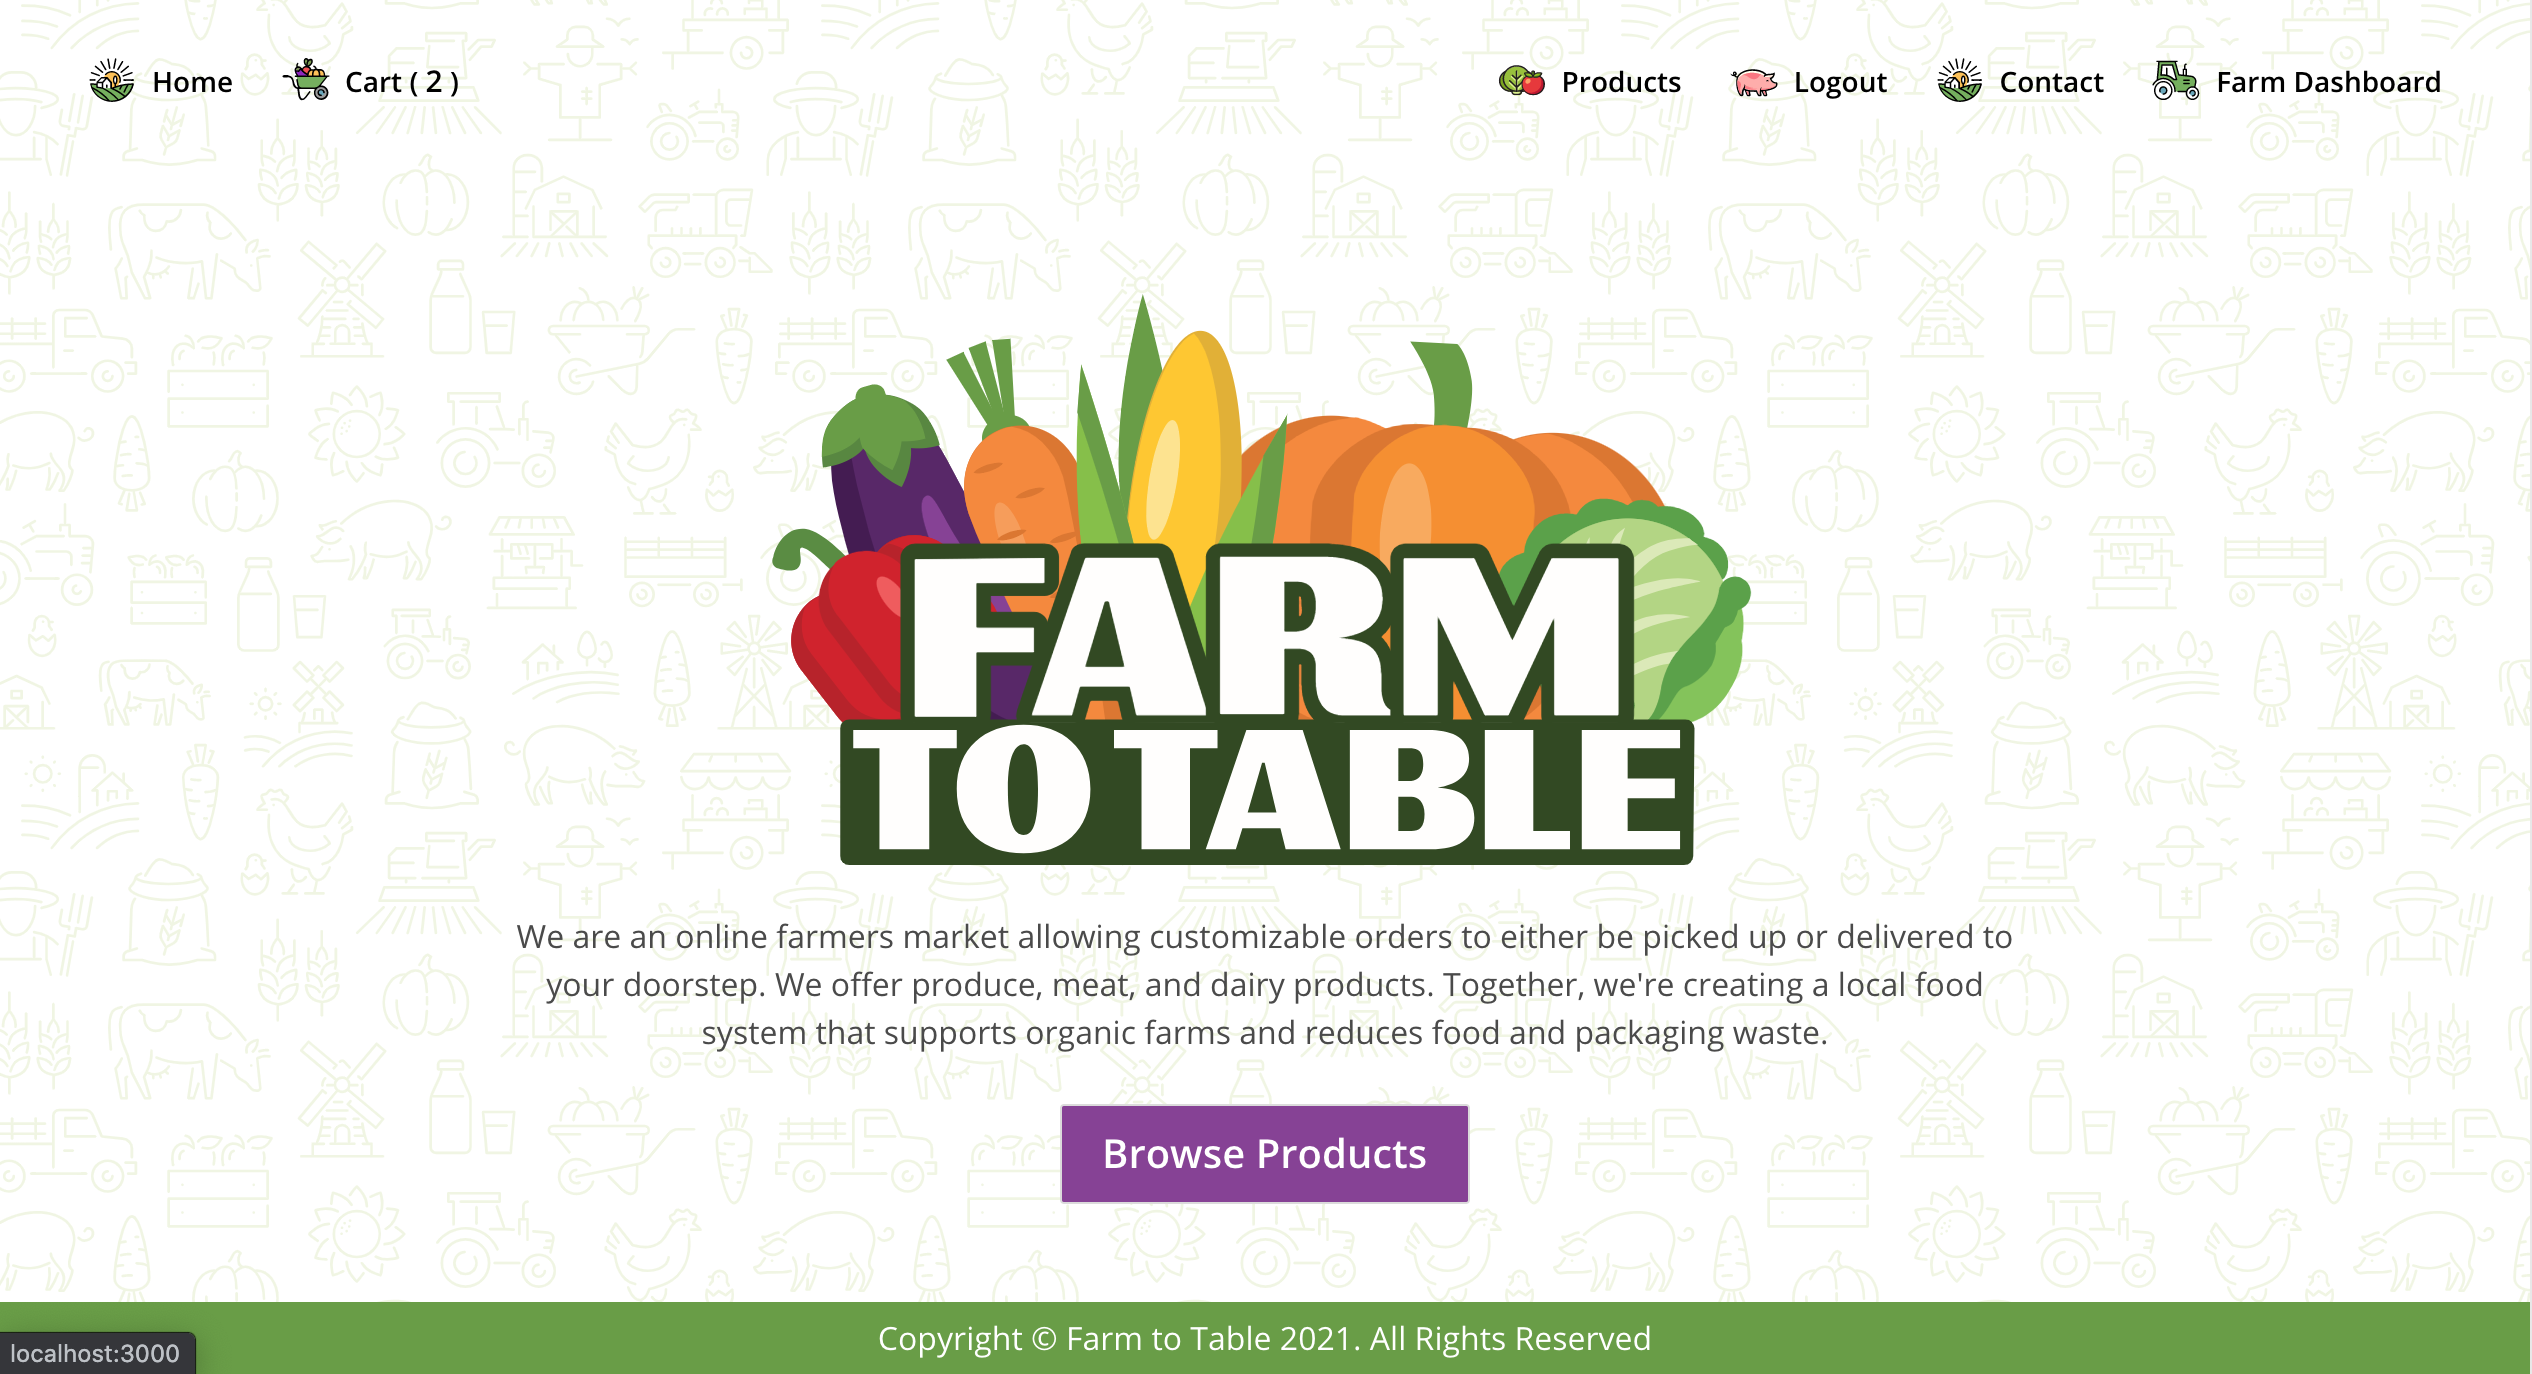 Home
Cart ( 2 )
Products
Logout
Contact
Farm Dashboard
FARM
TO TABLE
We are an online farmers market allowing customizable orders to either be picked up or delivered to
your doorstep. We offer produce, meat, and dairy products. Together, we're creating a local food
system that supports organic farms and reduces food and packaging waste.
Browse Products
Copyright © Farm to Table 2021. All Rights Reserved
localhost:3000